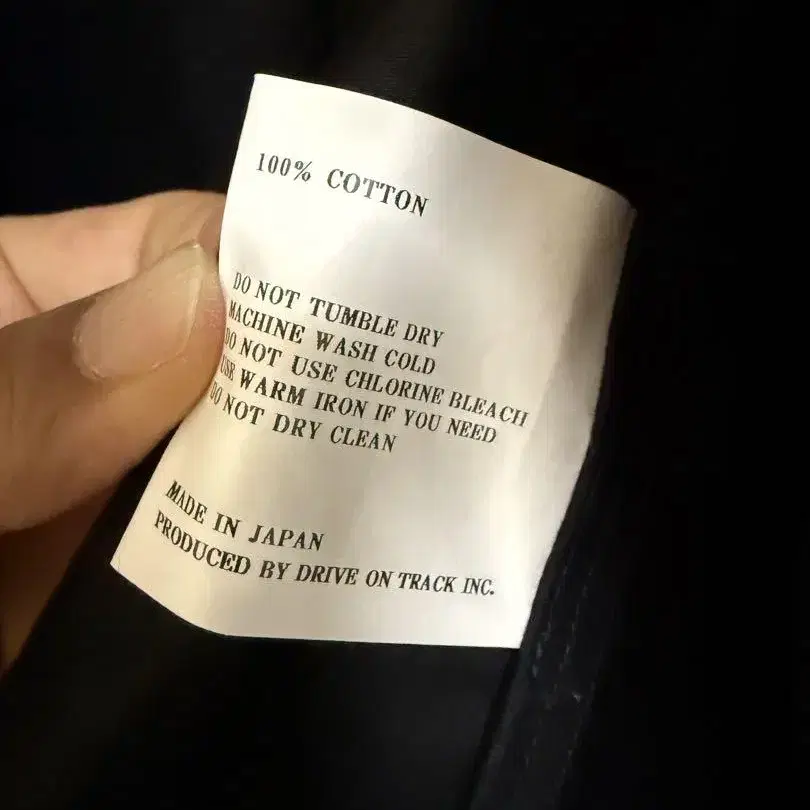 100% COTTON
DO NOT TUMBLE DRY
MACHINE WASH COLD
DO NOT USE CHLORINE BLEACH
USE WARM IRON IF YOU NEED
DO NOT DRY CLEAN
MADE IN JAPAN
PRODUCED BY DRIVE ON TRACK INC.